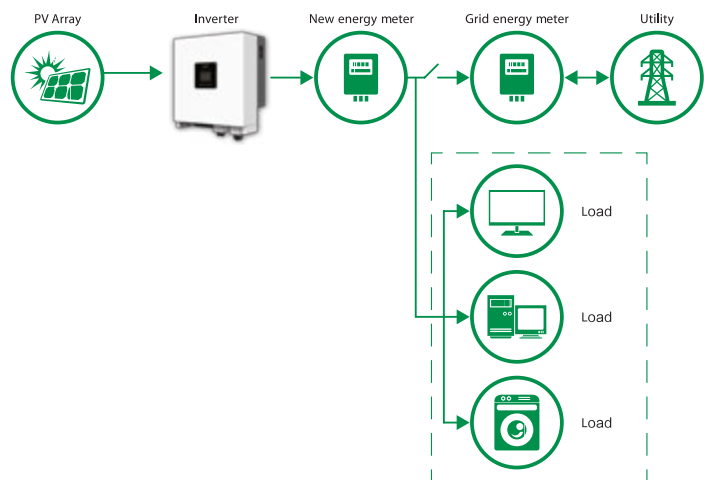 PV Array
Inverter
New energy meter
Grid energy meter
Utility
Load
Load
Load